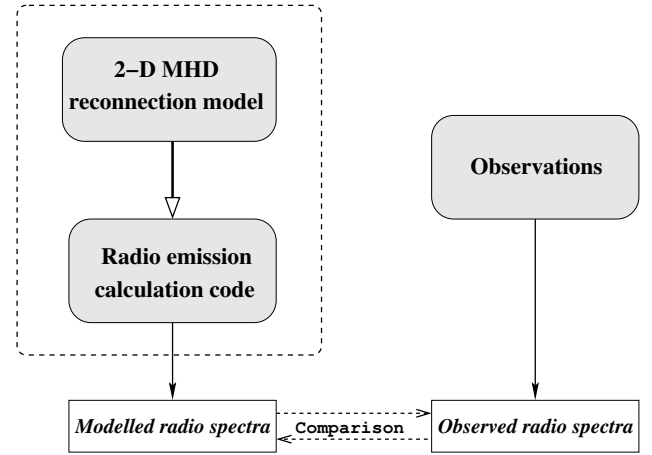 2–D MHD
reconnection model
Observations
Radio emission
calculation code
Modelled radio spectra
Comparison
Observed radio spectra